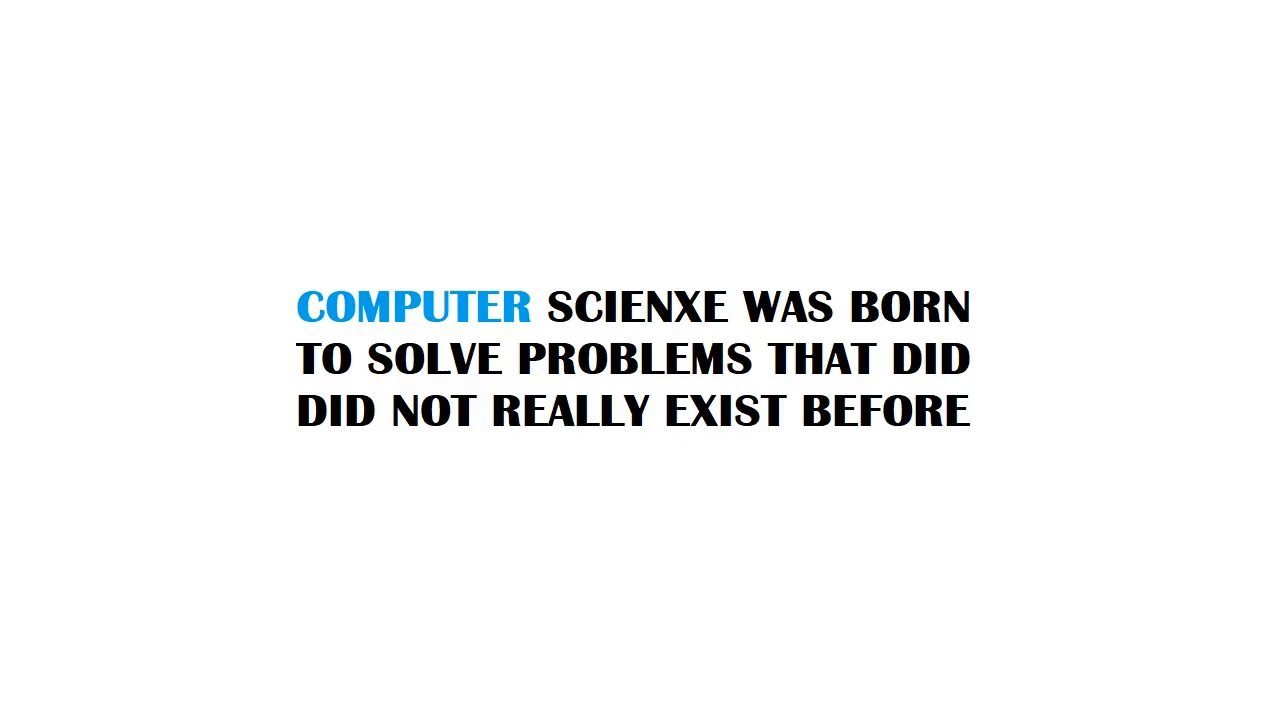 COMPUTER SCIENXE WAS BORN
TO SOLVE PROBLEMS THAT DID
DID NOT REALLY EXIST BEFORE